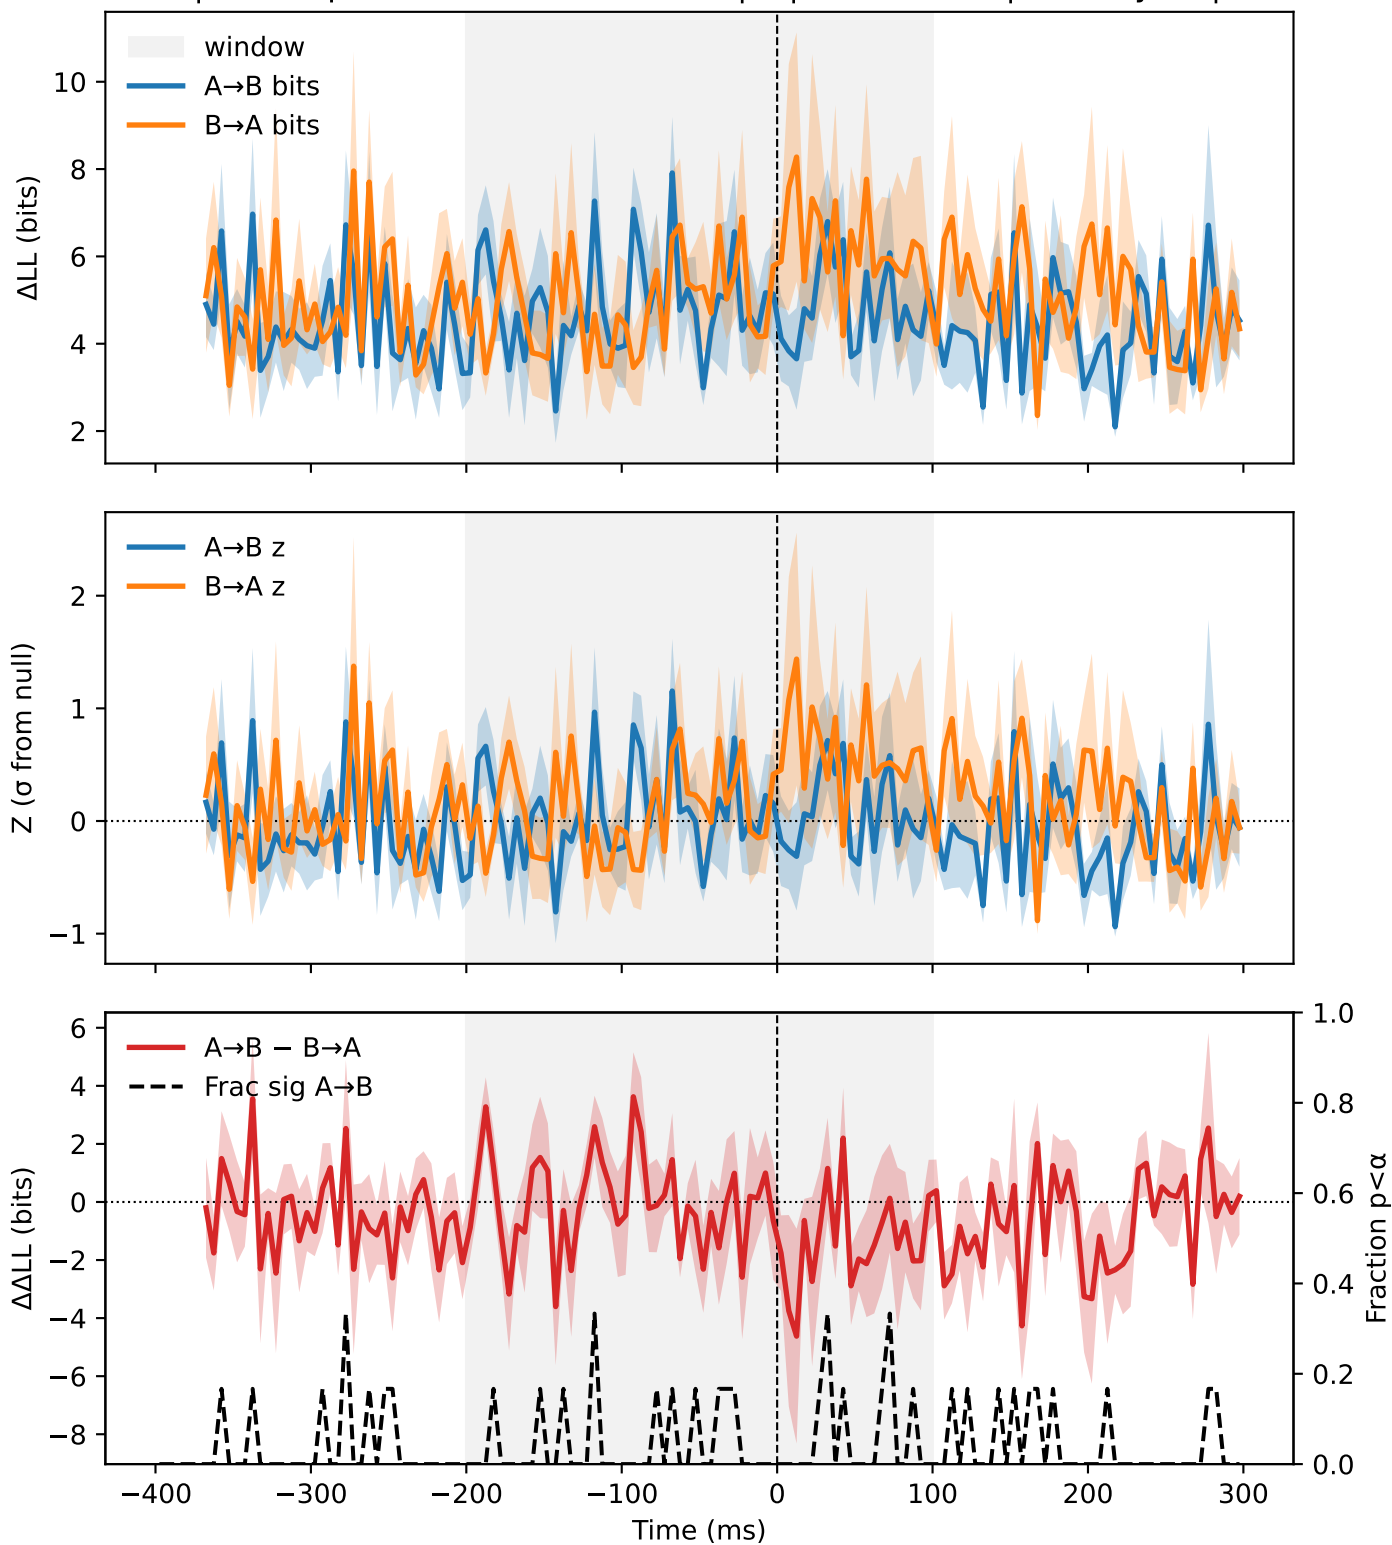 window
A→B bits
B→A bits
10
8
6
4
2
ΔLL (bits)
A→B z
B→A z
2
1
0
−1
Z (σ from null)
A→B − B→A
Frac sig A→B
6
4
2
0
−2
−4
−6
−8
ΔΔLL (bits)
1.0
0.8
0.6
0.4
0.2
0.0
Fraction p<α
−400 −300 −200 −100 0 100 200 300
Time (ms)